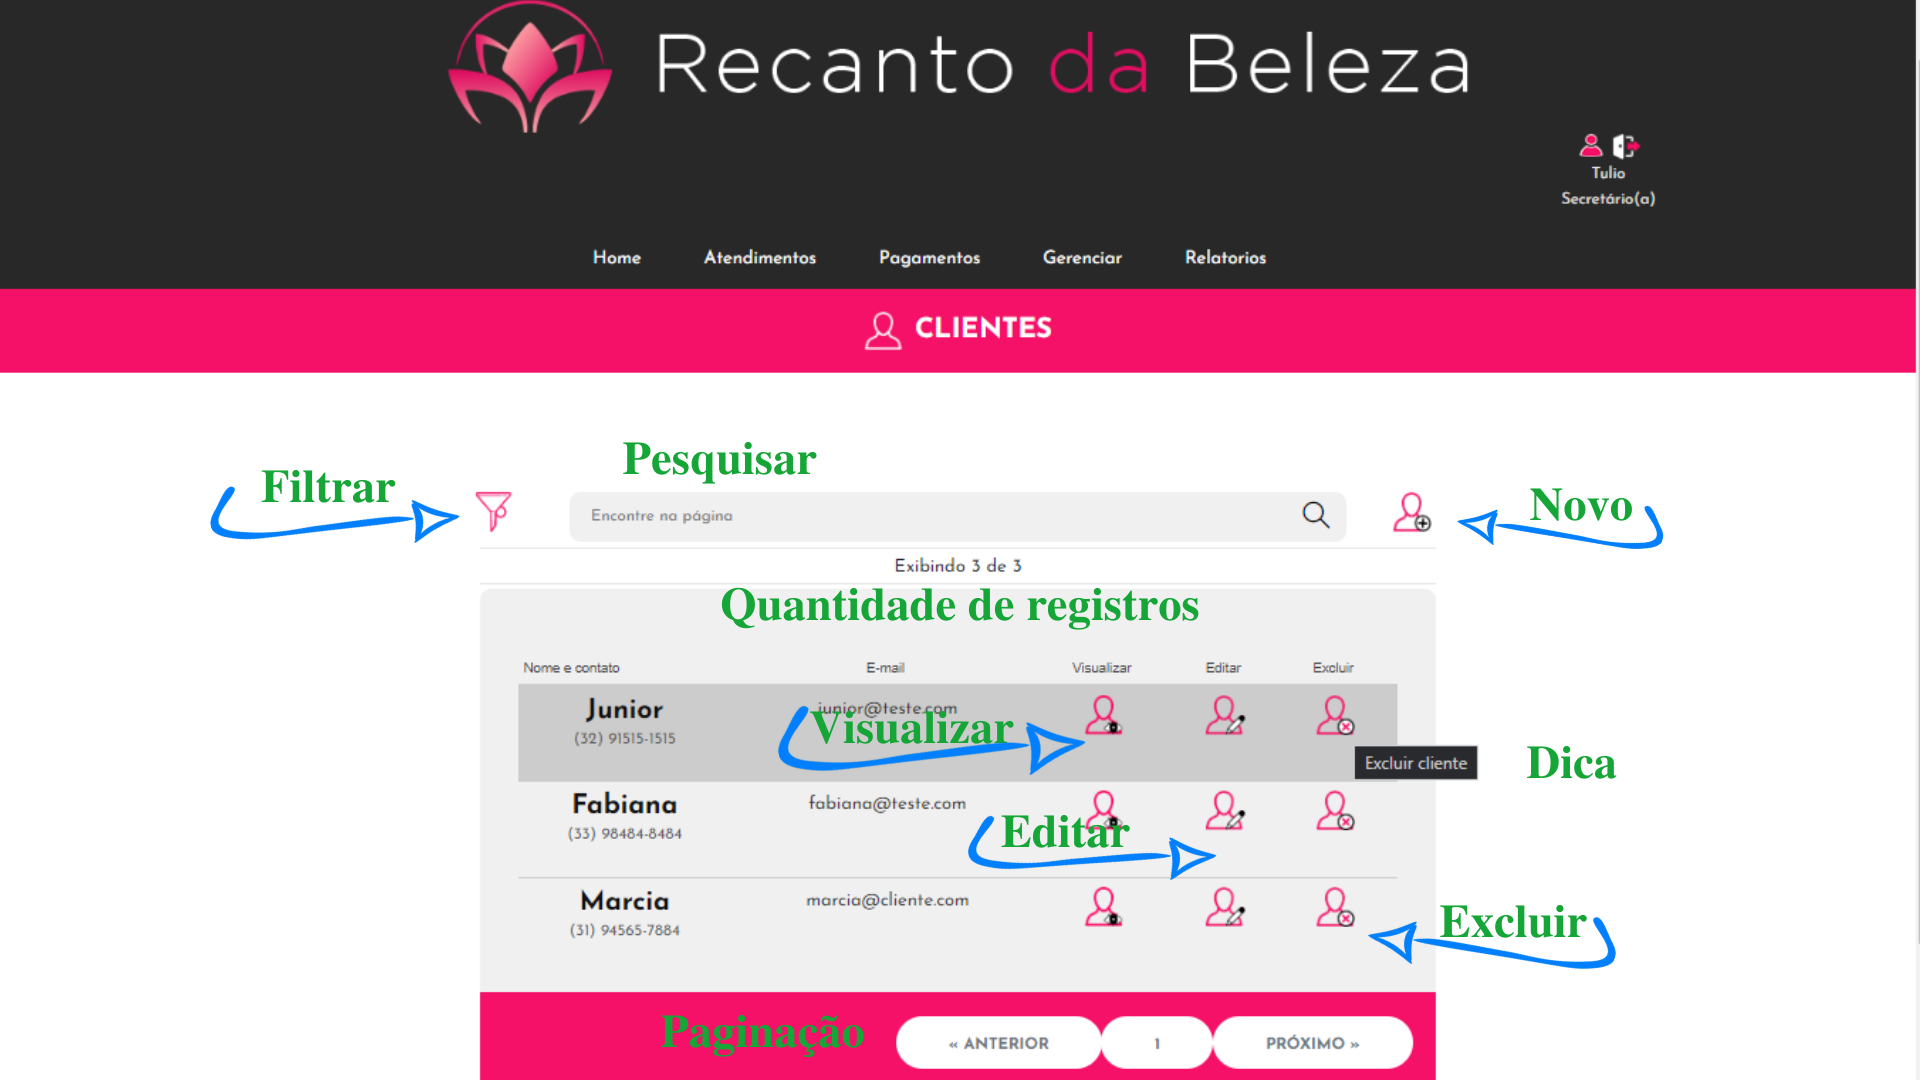 Recanto da Beleza
Tulio
Secretário(a)
Home Atendimentos Pagamentos Gerenciar Relatorios
CLIENTES
Pesquisar
Filtrar
Novo
Encontre na página
Exibindo 3 de 3
Quantidade de registros
Nome e contato E-mail Visualizar Editar Excluir
Junior junior@teste.com
(32) 91515-1515
Visualizar
Excluir cliente
Dica
Fabiana fabiana@teste.com
(33) 98484-8484
Editar
Marcia marcia@cliente.com
(31) 94565-7884
Excluir
Paginação
« ANTERIOR 1 PRÓXIMO »